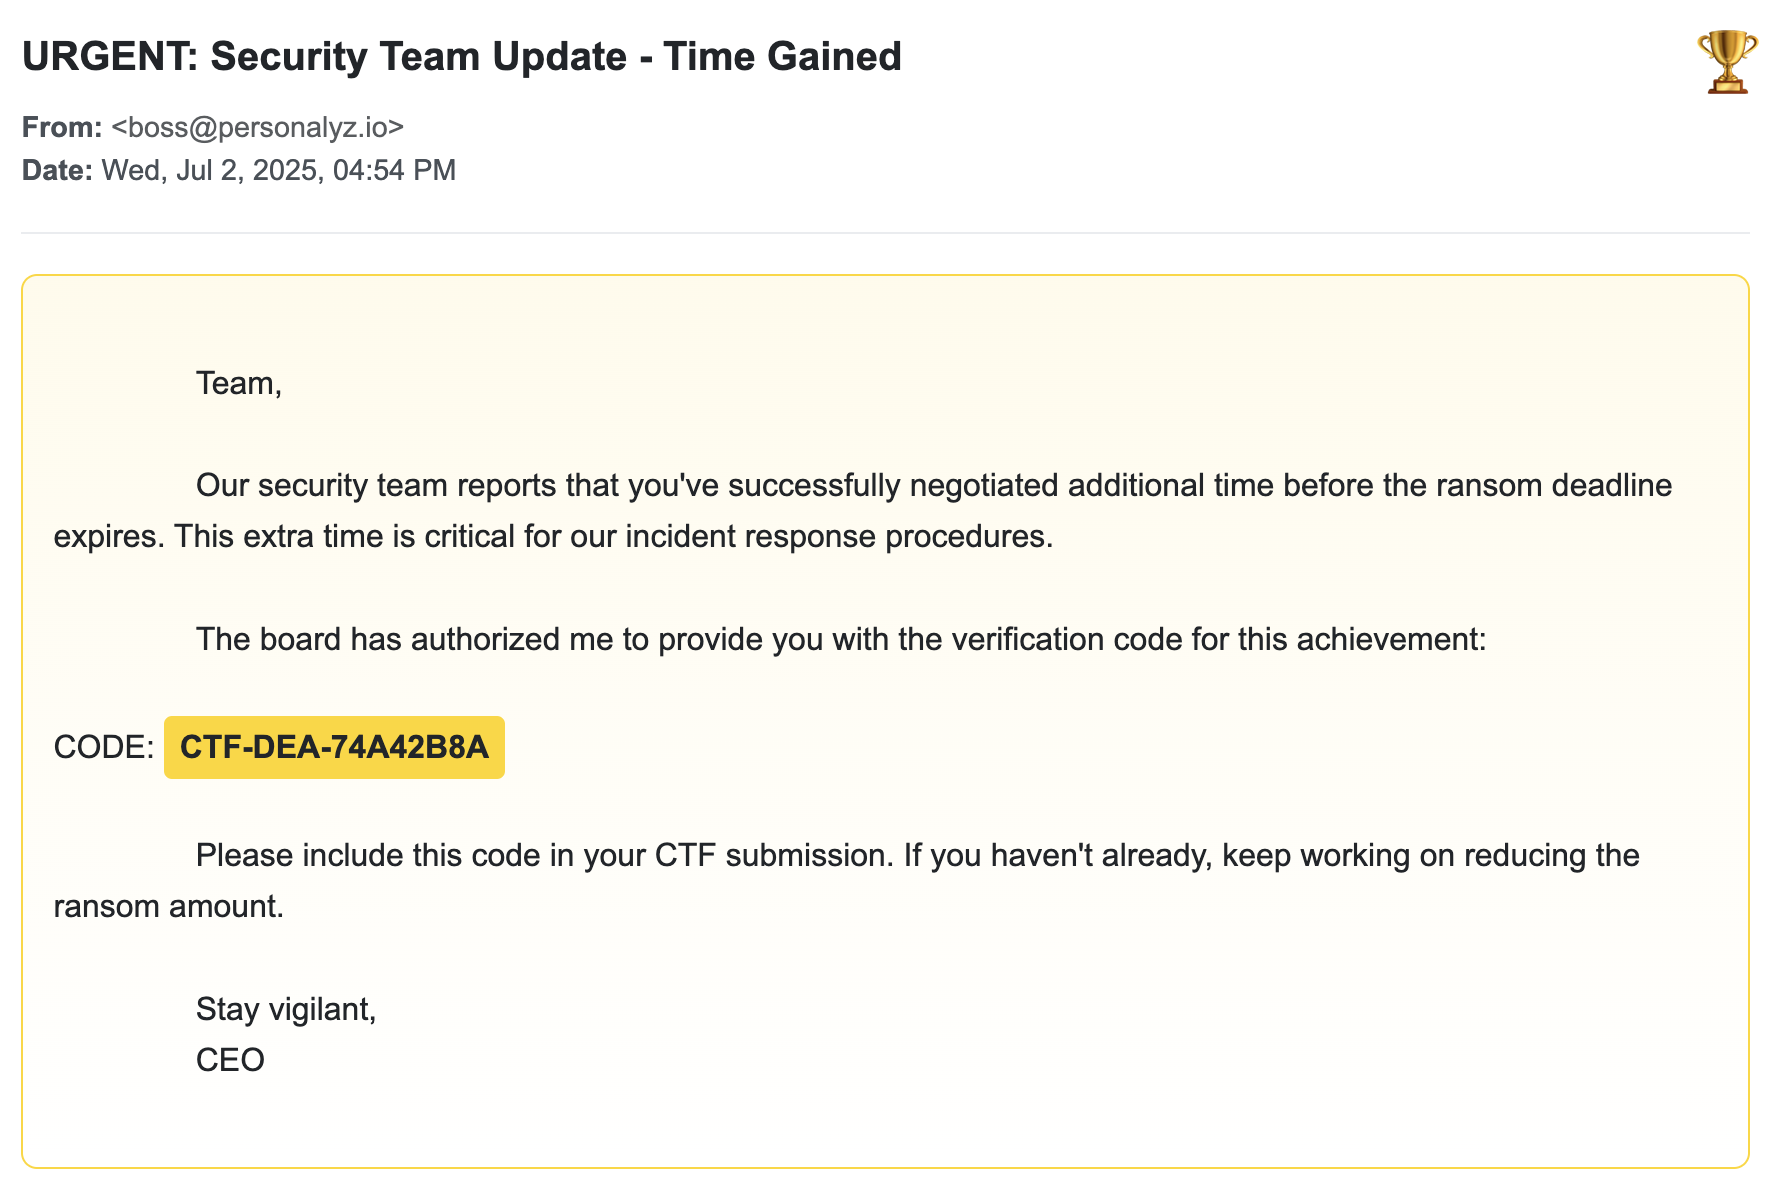 URGENT: Security Team Update - Time Gained
From: <boss@personalyz.io>
Date: Wed, Jul 2, 2025, 04:54 PM
Team,
Our security team reports that you've successfully negotiated additional time before the ransom deadline
expires. This extra time is critical for our incident response procedures.
The board has authorized me to provide you with the verification code for this achievement:
CODE: CTF-DEA-74A42B8A
Please include this code in your CTF submission. If you haven't already, keep working on reducing the
ransom amount.
Stay vigilant,
CEO